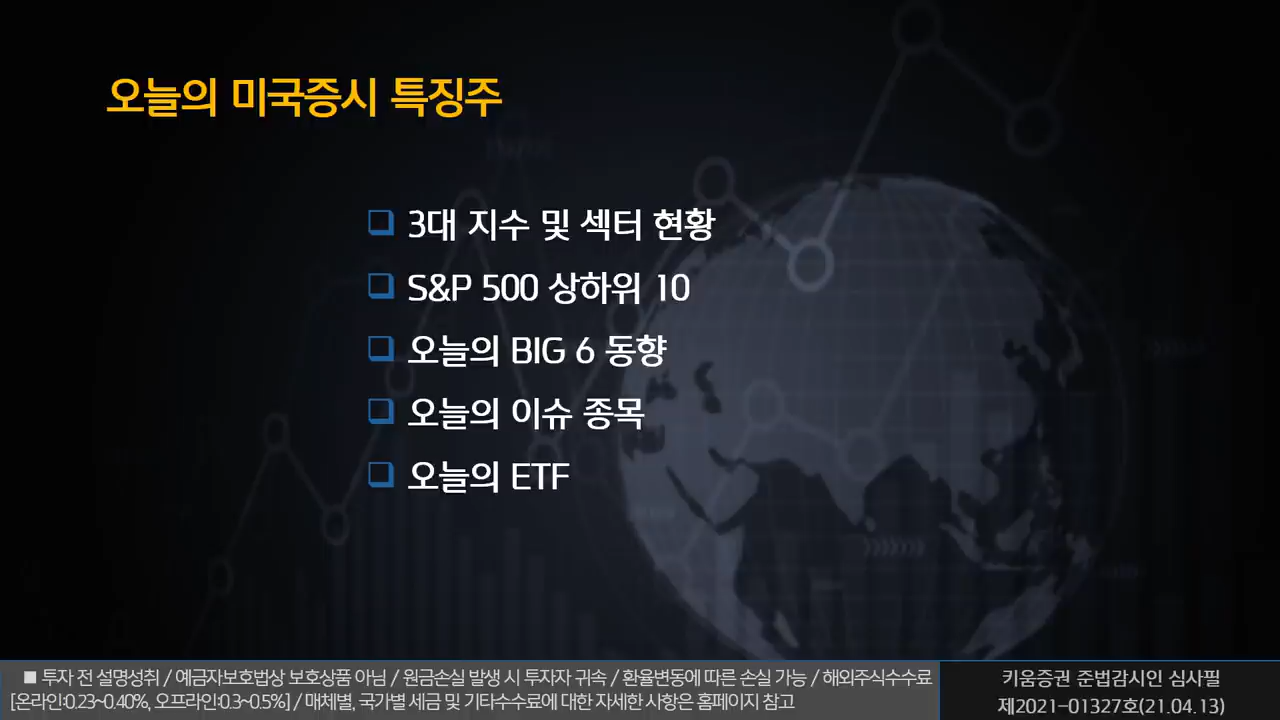 오늘의 미국증시 특징주
❑ 3대 지수 및 섹터 현황
❑ S&P 500 상하위 10
❑ 오늘의 BIG 6 동향
❑ 오늘의 이슈 종목
❑ 오늘의 ETF
■ 투자 전 설명성취 / 예금자보호법상 보호상품 아님 / 원금손실 발생 시 투자자 귀속 / 환율변동에 따른 손실 가능 / 해외주식수수료
[온라인:0.23~0.40%, 오프라인:0.3~0.5%] / 매체별, 국가별 세금 및 기타수수료에 대한 자세한 사항은 홈페이지 참고
키움증권 준법감시인 심사필
제2021-01327호(21.04.13)